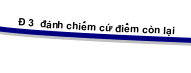 Đ 3 đánh chiếm cứ điểm còn lại